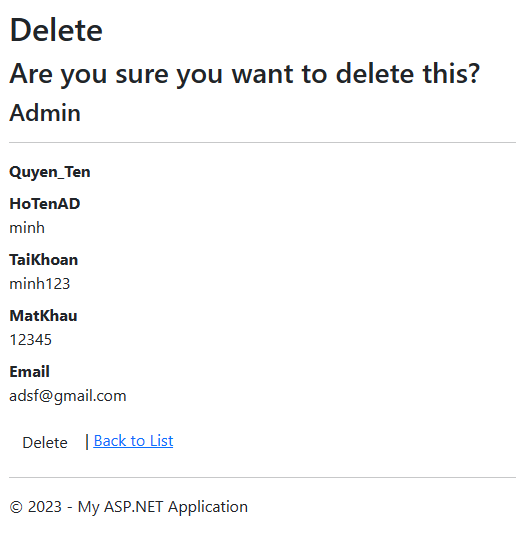 Delete
Are you sure you want to delete this?
Admin
Quyen_Ten
HoTenAD
minh
TaiKhoan
minh123
MatKhau
12345
Email
adsf@gmail.com
Delete | Back to List
© 2023 - My ASP.NET Application